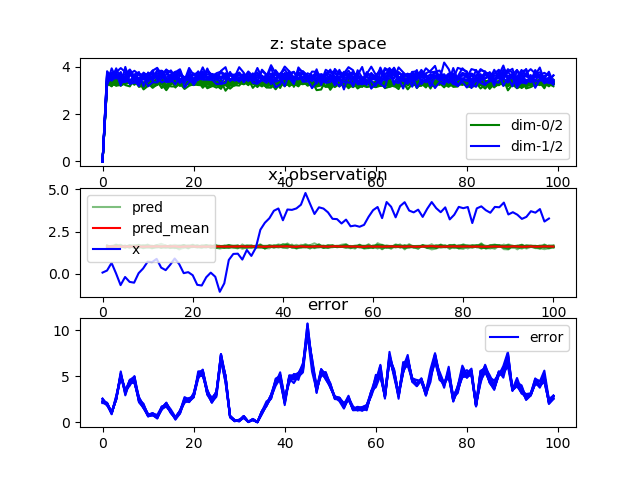 z: state space
4
2
0
dim-0/2
dim-1/2
0 20 40 60 80 100
x: observation
5.0
2.5
0.0
pred
pred_mean
x
0 20 40 60 80 100
error
10
5
0
error
0 20 40 60 80 100